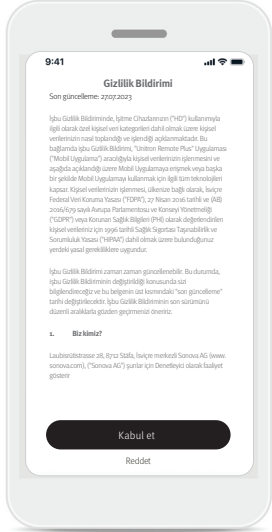 9:41
Gizlilik Bildirimi
Son güncelleme: 27.07.2023
İşbu Gizlilik Bildiriminde, İşitme Cihazlarınızın ("HD") kullanımıyla
ilgili olarak özel kişisel veri kategorileri dahil olmak üzere kişisel
verilerinizin nasıl toplandığı ve işlendiği açıklanmaktadır. Bu
bağlamda işbu Gizlilik Bildirimi, "Unitron Remote Plus" Uygulaması
("Mobil Uygulama") aracılığıyla kişisel verilerinizin işlenmesini ve
aşağıda açıklandığı üzere Mobil Uygulamaya erişmek veya başka
bir şekilde Mobil Uygulamayı kullanmak için ilgili tüm teknolojileri
kapsar. Kişisel verilerinizin işlenmesi, ülkenize bağlı olarak, İsviçre
Federal Veri Koruma Yasası ("FDPA"), 27 Nisan 2016 tarihli ve (AB)
2016/679 sayılı Avrupa Parlamentosu ve Konseyi Yönetmeliği
("GDPR") veya Korunan Sağlık Bilgileri (PHI) olarak değerlendirilen
kişisel verileriniz için 1996 tarihli Sağlık Sigortası Taşınabilirlik ve
Sorumluluk Yasası ("HIPAA") dahil olmak üzere bulunduğunuz
yerdeki yasal gerekliliklere uygundur.
İşbu Gizlilik Bildirimi zaman zaman güncellenebilir. Bu durumda,
işbu Gizlilik Bildiriminin değiştirildiği konusunda sizi
bilgilendireceğiz ve bu belgenin üst kısmındaki "son güncelleme"
tarihi değiştirilecektir. İşbu Gizlilik Bildiriminin son sürümünü
düzenli aralıklarla gözden geçirmenizi öneririz.
1. Biz kimiz?
Laubisrütistrasse 28, 8712 Stäfa, İsviçre merkezli Sonova AG (www.
sonova.com), ("Sonova AG") şunlar için Denetleyici olarak faaliyet
gösterir
Kabul et
Reddet